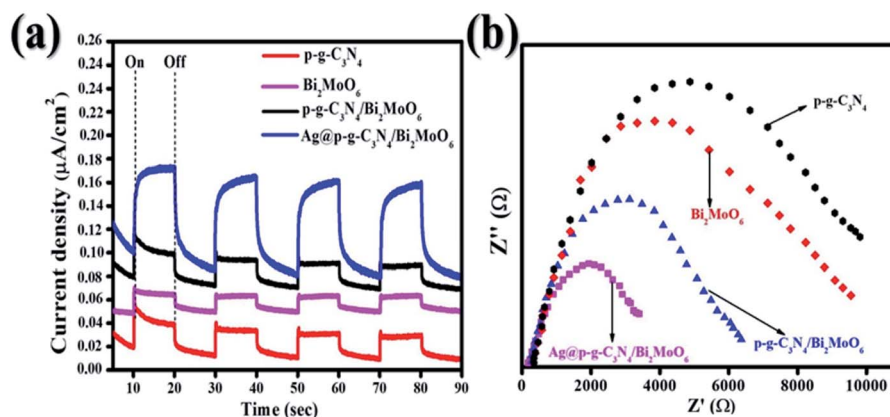 (a)
Current density (µA/cm²)
0.26
0.24
0.22
0.20
0.18
0.16
0.14
0.12
0.10
0.08
0.06
0.04
0.02
0.00
On Off
p-g-C₃N₄
Bi₂MoO₆
p-g-C₃N₄/Bi₂MoO₆
Ag@p-g-C₃N₄/Bi₂MoO₆
10 20 30 40 50 60 70 80 90
Time (sec)
(b)
Z'' (Ω)
p-g-C₃N₄
Bi₂MoO₆
p-g-C₃N₄/Bi₂MoO₆
Ag@p-g-C₃N₄/Bi₂MoO₆
0 2000 4000 6000 8000 10000
Z' (Ω)